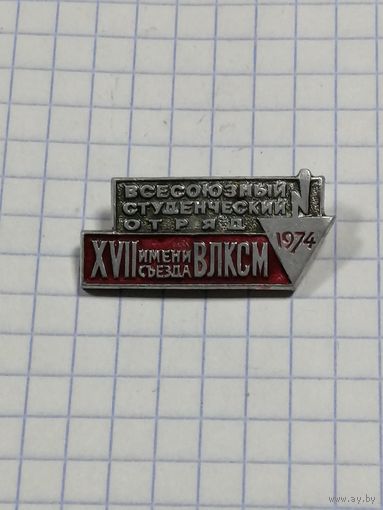 ВСЕСОЮЗНЫЙ
СТУДЕНЧЕСКИЙ
ОТРЯД
1974
XVII ИМЕНИ СЪЕЗДА ВЛКСМ
www.ay.by